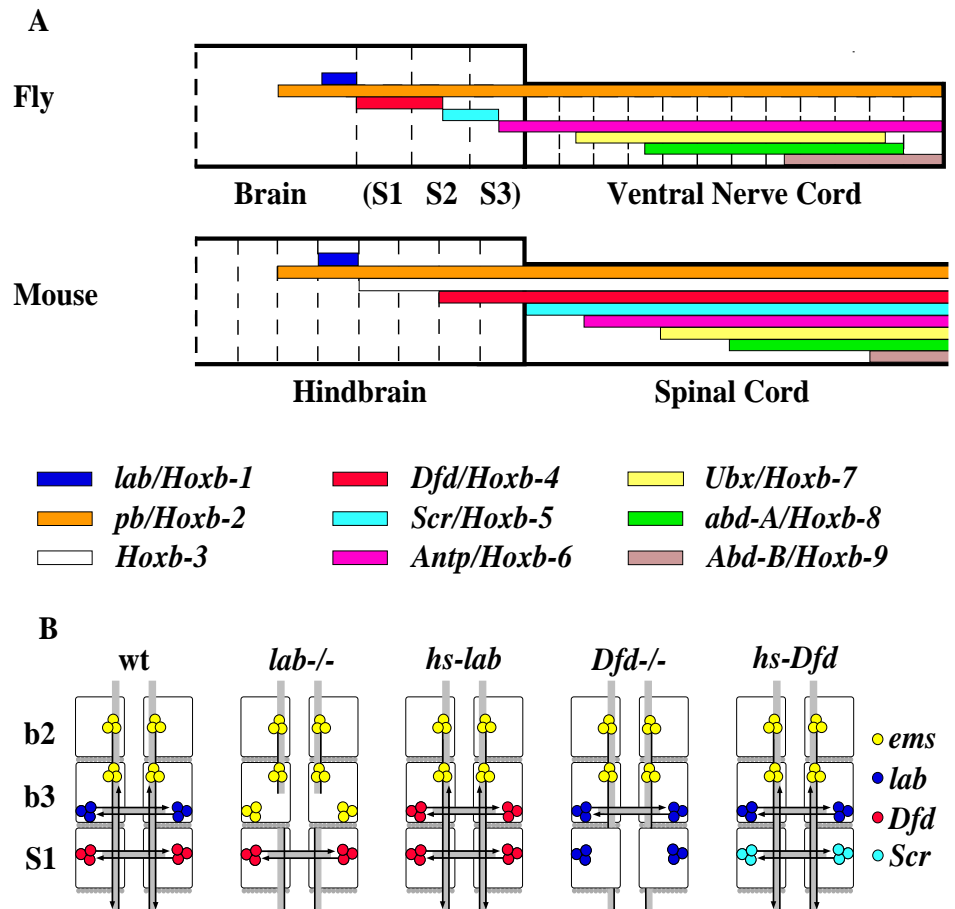 A
Fly
Brain (S1 S2 S3) Ventral Nerve Cord
Mouse
Hindbrain Spinal Cord
lab/Hoxb-1 Dfd/Hoxb-4 Ubx/Hoxb-7
pb/Hoxb-2 Scr/Hoxb-5 abd-A/Hoxb-8
Hoxb-3 Antp/Hoxb-6 Abd-B/Hoxb-9
B
wt lab-/- hs-lab Dfd-/- hs-Dfd
b2
ems
b3
lab
Dfd
S1
Scr